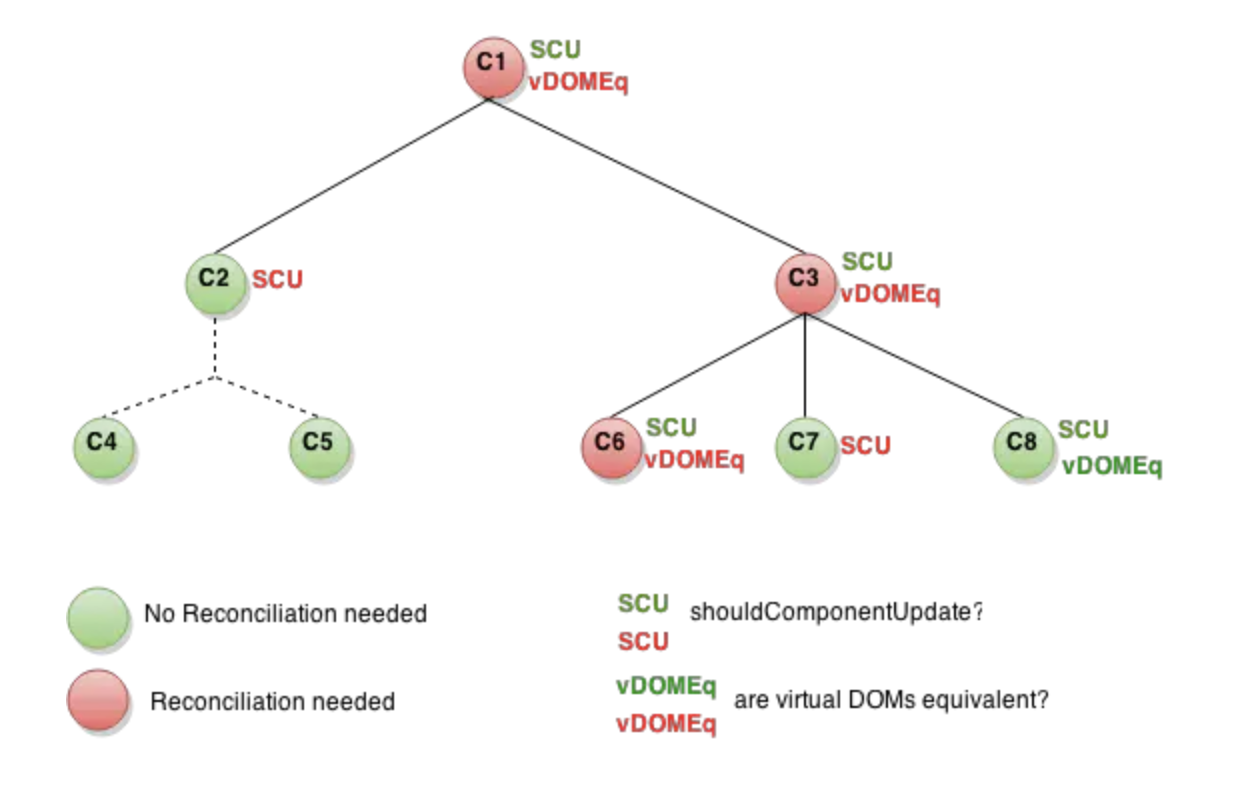 C1 SCU
vDOMEq
C2 SCU
C3 SCU
vDOMEq
C4
C5
C6 SCU
vDOMEq
C7 SCU
C8 SCU
vDOMEq
No Reconciliation needed
Reconciliation needed
SCU shouldComponentUpdate?
SCU
vDOMEq are virtual DOMs equivalent?
vDOMEq